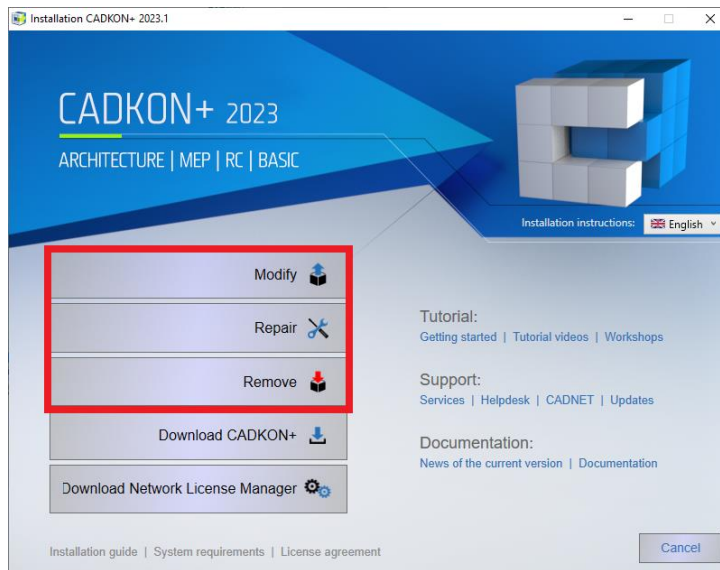 Installation CADKON+ 2023.1
CADKON+ 2023
ARCHITECTURE | MEP | RC | BASIC
Installation instructions: English
Modify
Repair
Remove
Download CADKON+
Download Network License Manager
Tutorial:
Getting started | Tutorial videos | Workshops
Support:
Services | Helpdesk | CADNET | Updates
Documentation:
News of the current version | Documentation
Installation guide | System requirements | License agreement
Cancel